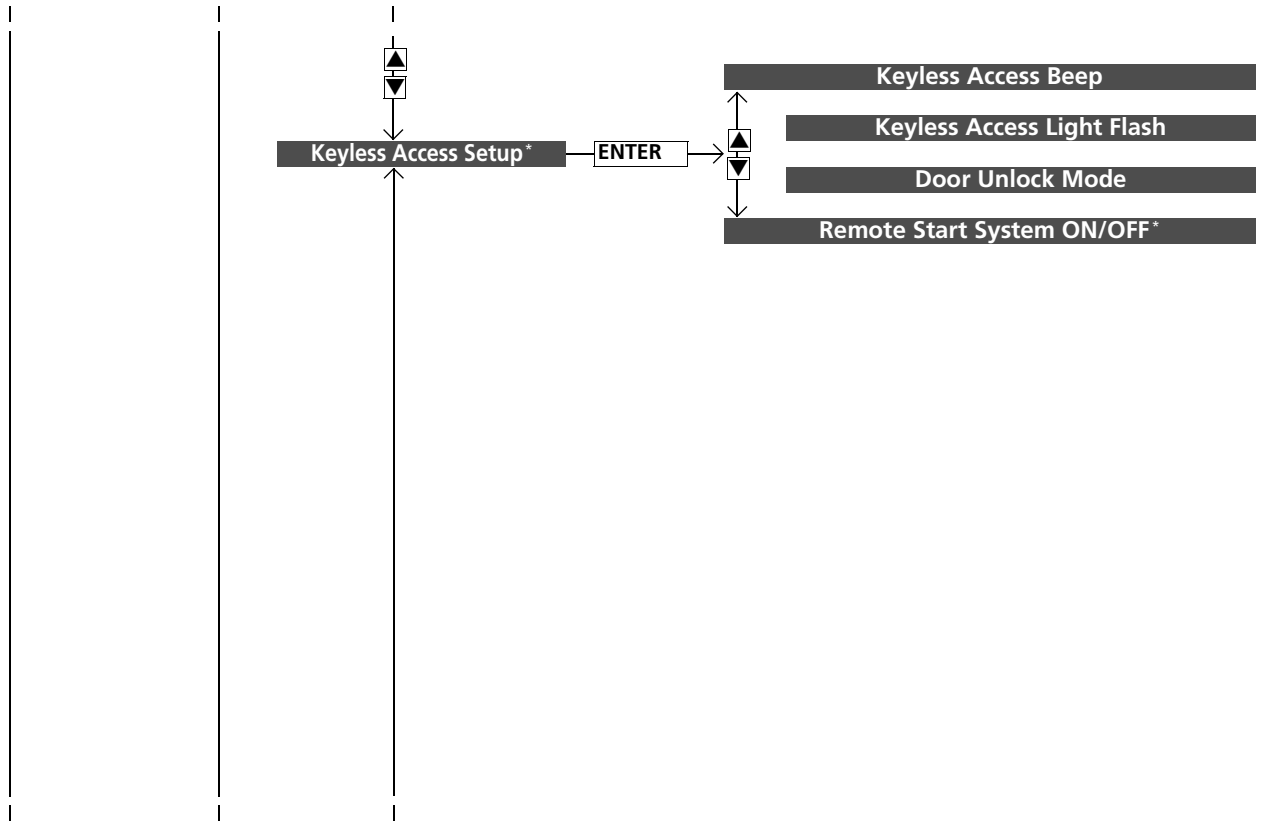 Keyless Access Beep
Keyless Access Light Flash
Keyless Access Setup*
ENTER
Door Unlock Mode
Remote Start System ON/OFF*